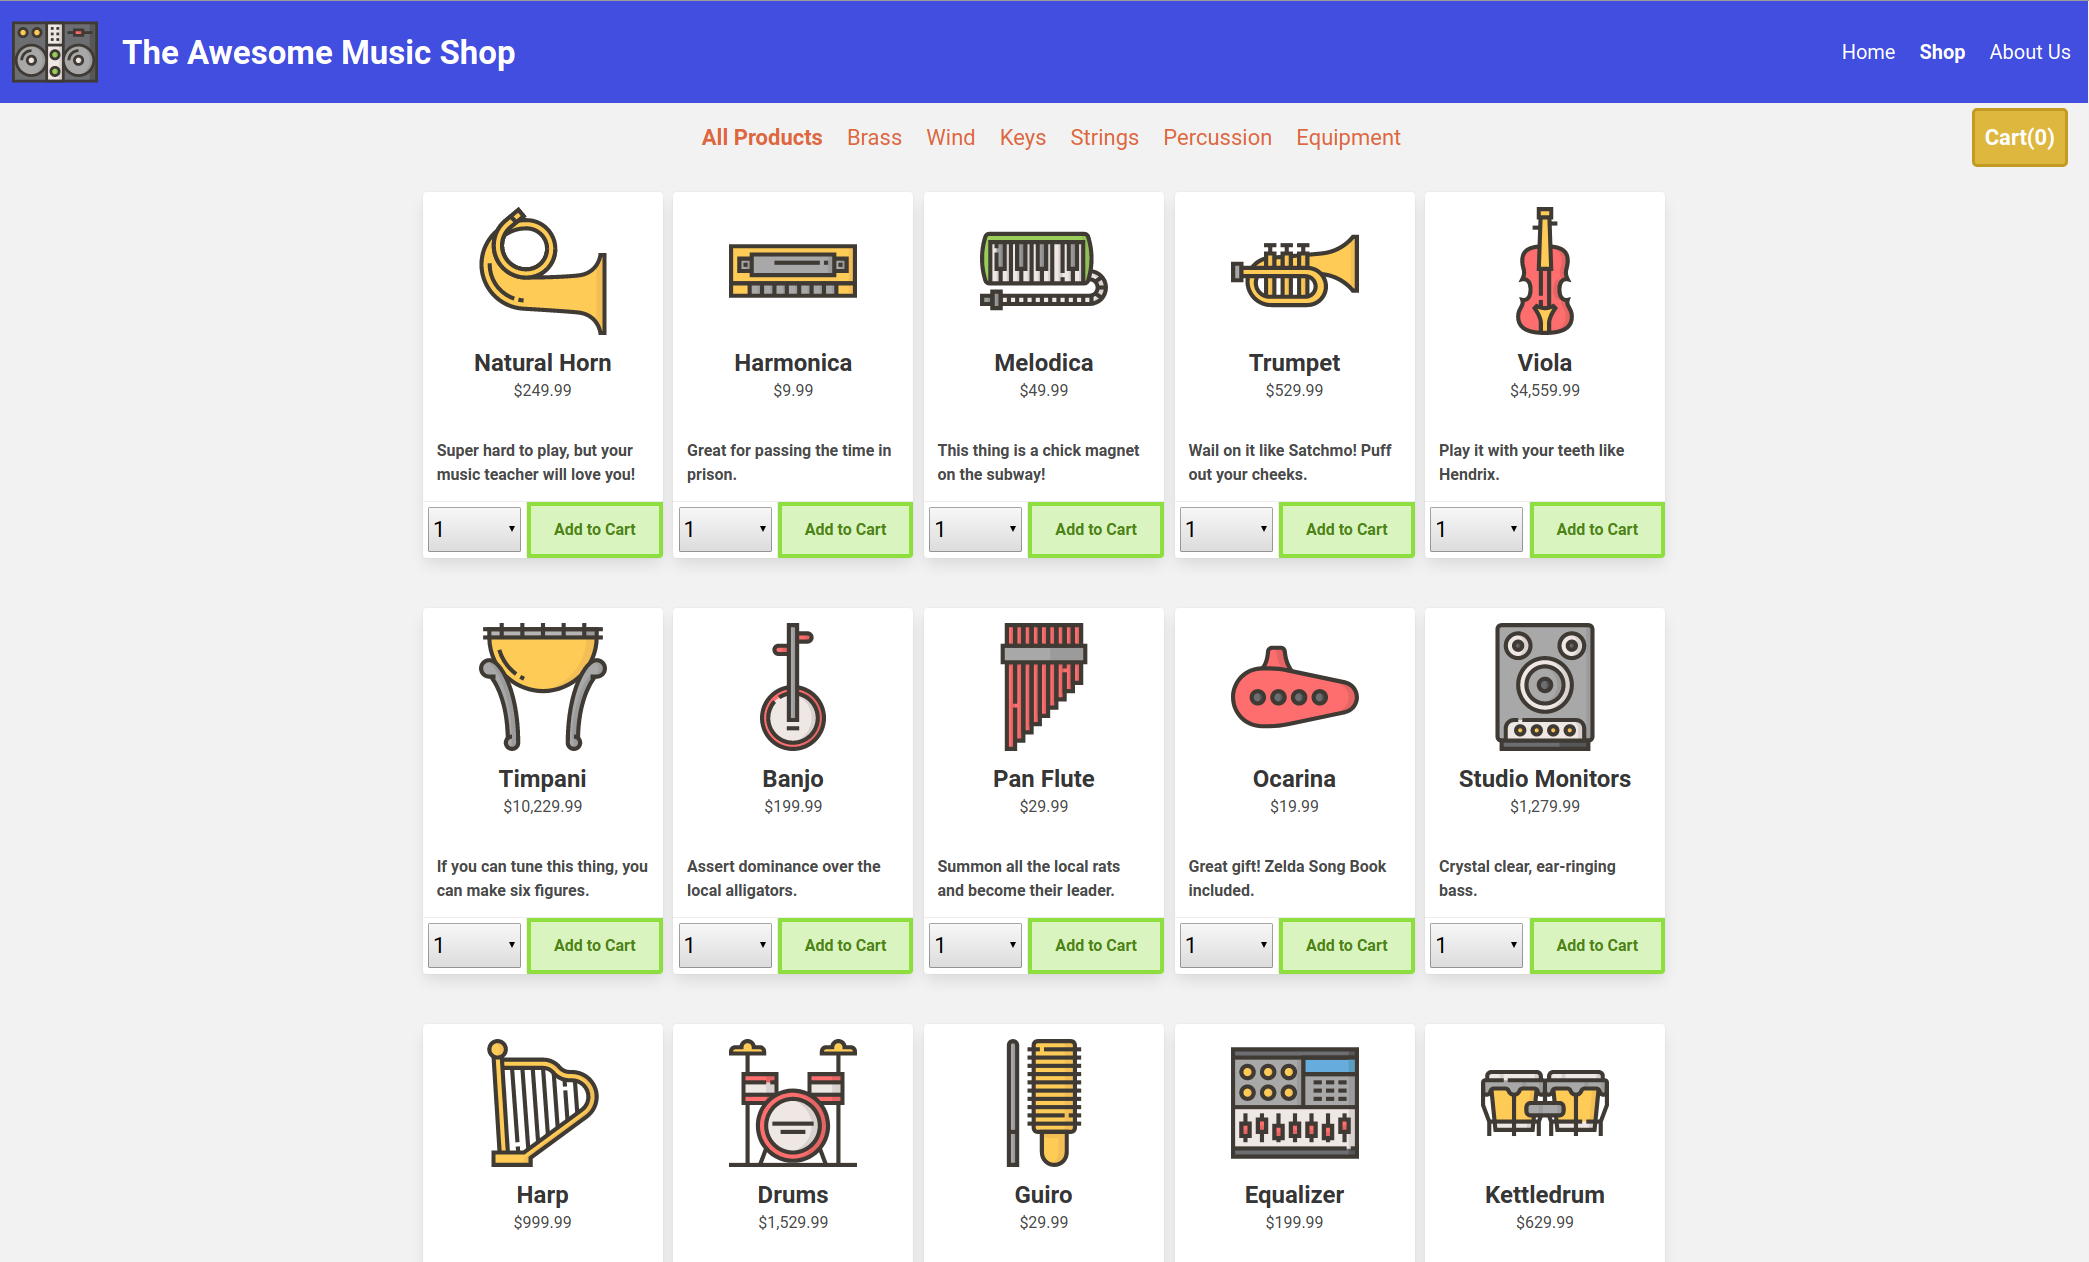 The Awesome Music Shop
Home Shop About Us
All Products Brass Wind Keys Strings Percussion Equipment
Cart(0)
Natural Horn
$249.99
Super hard to play, but your
music teacher will love you!
1 Add to Cart
Harmonica
$9.99
Great for passing the time in
prison.
1 Add to Cart
Melodica
$49.99
This thing is a chick magnet
on the subway!
1 Add to Cart
Trumpet
$529.99
Wail on it like Satchmo! Puff
out your cheeks.
1 Add to Cart
Viola
$4,559.99
Play it with your teeth like
Hendrix.
1 Add to Cart
Timpani
$10,229.99
If you can tune this thing, you
can make six figures.
1 Add to Cart
Banjo
$199.99
Assert dominance over the
local alligators.
1 Add to Cart
Pan Flute
$29.99
Summon all the local rats
and become their leader.
1 Add to Cart
Ocarina
$19.99
Great gift! Zelda Song Book
included.
1 Add to Cart
Studio Monitors
$1,279.99
Crystal clear, ear-ringing
bass.
1 Add to Cart
Harp
$999.99
Drums
$1,529.99
Guiro
$29.99
Equalizer
$199.99
Kettledrum
$629.99